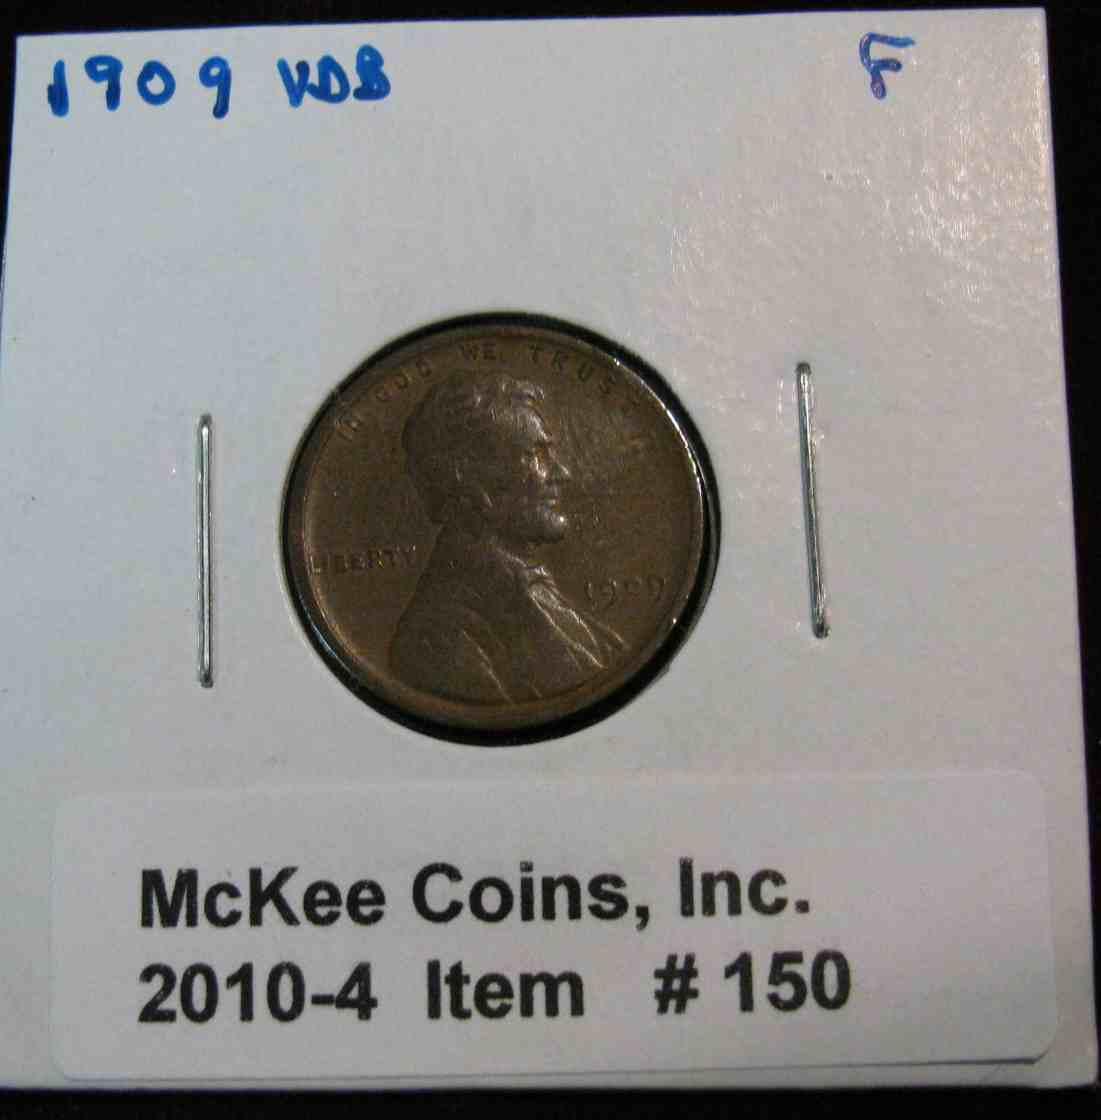 1909 VDB F
IN GOD WE TRUST
LIBERTY
1909
McKee Coins, Inc.
2010-4 Item # 150